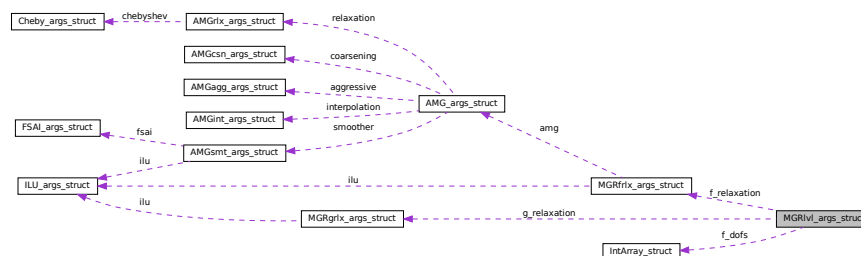 Cheby_args_struct
chebyshev
AMGrlx_args_struct
relaxation
AMGcsn_args_struct
coarsening
AMGagg_args_struct
aggressive
AMG_args_struct
AMGint_args_struct
interpolation
FSAI_args_struct
fsai
smoother
amg
AMGsmt_args_struct
ilu
ILU_args_struct
ilu
MGRfrlx_args_struct
f_relaxation
ilu
MGRgrlx_args_struct
g_relaxation
MGRlvl_args_struct
f_dofs
IntArray_struct